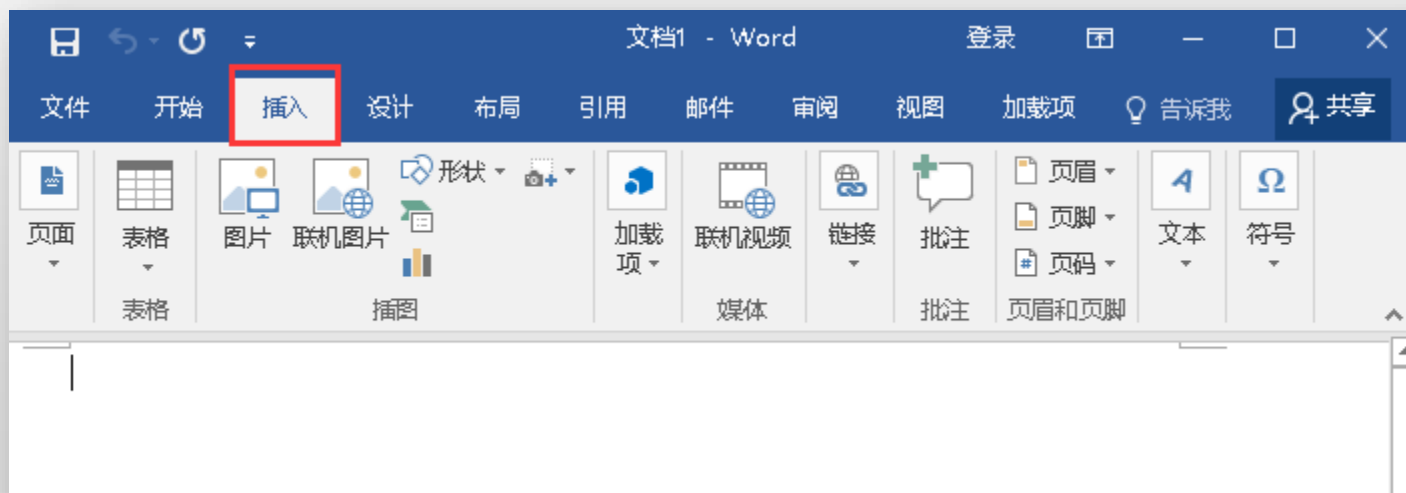 文档1 - Word 登录
文件 开始 插入 设计 布局 引用 邮件 审阅 视图 加载项 告诉我 共享
页面 表格 图片 联机图片 形状 加载项 联机视频 链接 批注 页眉 页脚 页码 文本 符号
表格 插图 媒体 批注 页眉和页脚